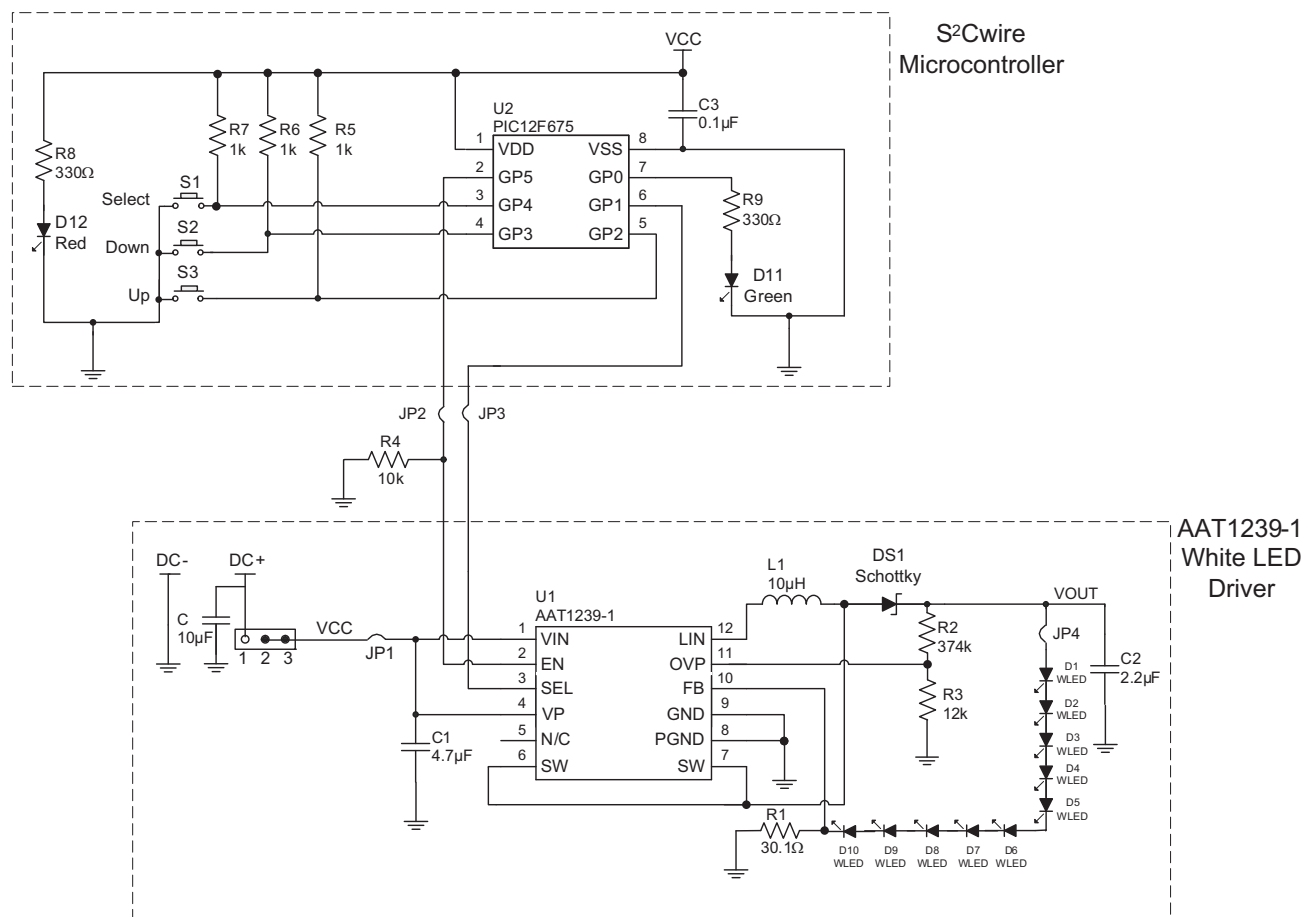 S²Cwire
Microcontroller
VCC
R8
330Ω
D12
Red
R7
1k
R6
1k
R5
1k
Select
S1
Down
S2
Up
S3
U2
PIC12F675
1
VDD
2
GP5
3
GP4
4
GP3
VSS
8
GP0
7
GP1
6
GP2
5
C3
0.1µF
R9
330Ω
D11
Green
JP2
JP3
R4
10k
AAT1239-1
White LED
Driver
DC-
DC+
C
10µF
1 2 3
VCC
JP1
C1
4.7µF
U1
AAT1239-1
1
VIN
2
EN
3
SEL
4
VP
5
N/C
6
SW
LIN
12
OVP
11
FB
10
GND
9
PGND
8
SW
7
L1
10µH
DS1
Schottky
VOUT
R2
374k
R3
12k
JP4
C2
2.2µF
D1
WLED
D2
WLED
D3
WLED
D4
WLED
D5
WLED
R1
30.1Ω
D10
WLED
D9
WLED
D8
WLED
D7
WLED
D6
WLED